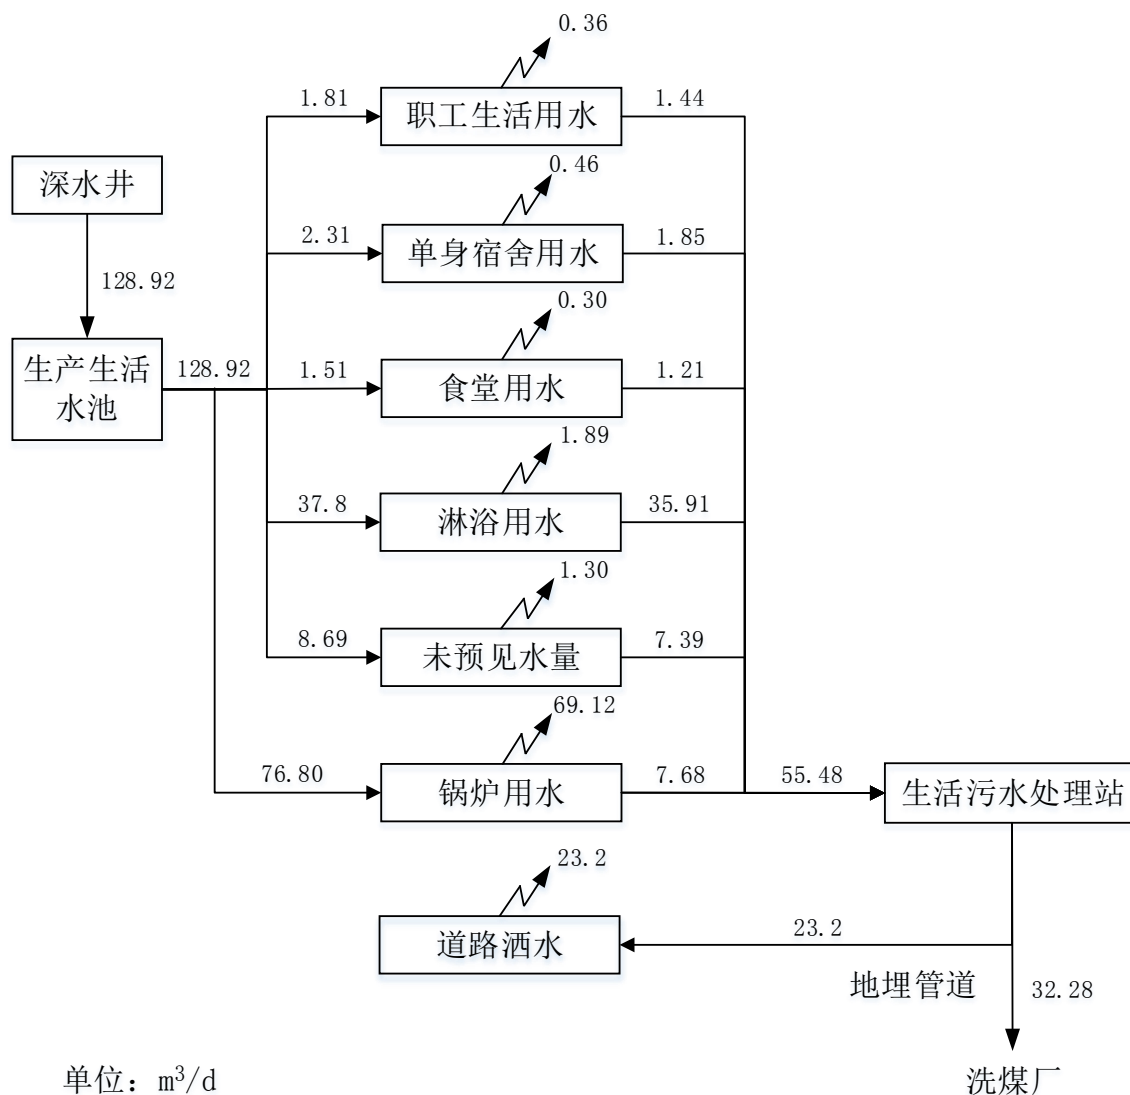 0.36
1.81
职工生活用水
1.44
深水井
0.46
2.31
单身宿舍用水
1.85
128.92
0.30
生产生活
水池
128.92
1.51
食堂用水
1.21
1.89
37.8
淋浴用水
35.91
1.30
8.69
未预见水量
7.39
69.12
76.80
锅炉用水
7.68
55.48
生活污水处理站
23.2
道路洒水
23.2
地埋管道
32.28
单位：m³/d
洗煤厂